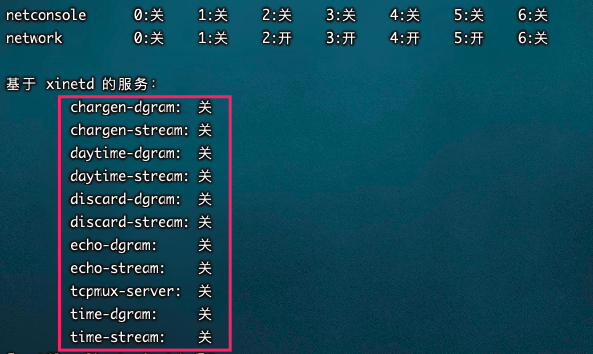 netconsole 0:关 1:关 2:关 3:关 4:关 5:关 6:关
network 0:关 1:关 2:开 3:开 4:开 5:开 6:关
基于 xinetd 的服务：
chargen-dgram: 关
chargen-stream: 关
daytime-dgram: 关
daytime-stream: 关
discard-dgram: 关
discard-stream: 关
echo-dgram: 关
echo-stream: 关
tcpmux-server: 关
time-dgram: 关
time-stream: 关